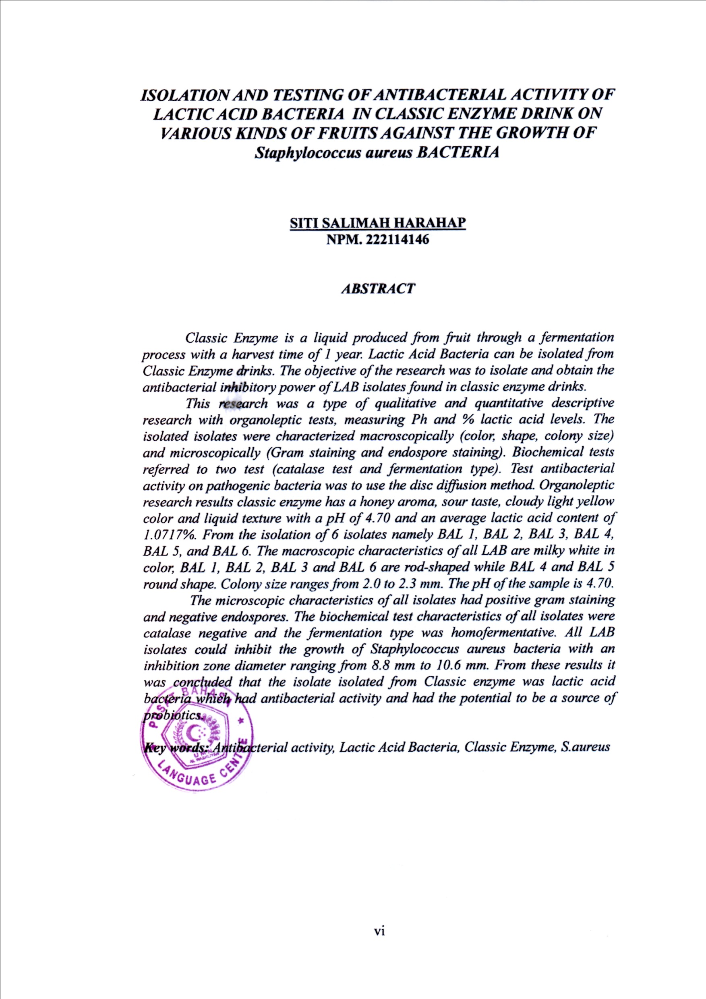 ISOLATION AND TESTING OF ANTIBACTERIAL ACTIVITY OF
LACTIC ACID BACTERIA IN CLASSIC ENZYME DRINK ON
VARIOUS KINDS OF FRUITS AGAINST THE GROWTH OF
Staphylococcus aureus BACTERIA
SITI SALIMAH HARAHAP
NPM. 222114146
ABSTRACT
Classic Enzyme is a liquid produced from fruit through a fermentation
process with a harvest time of 1 year. Lactic Acid Bacteria can be isolated from
Classic Enzyme drinks. The objective of the research was to isolate and obtain the
antibacterial inhibitory power of LAB isolates found in classic enzyme drinks.
This research was a type of qualitative and quantitative descriptive
research with organoleptic tests, measuring Ph and % lactic acid levels. The
isolated isolates were characterized macroscopically (color, shape, colony size)
and microscopically (Gram staining and endospore staining). Biochemical tests
referred to two test (catalase test and fermentation type). Test antibacterial
activity on pathogenic bacteria was to use the disc diffusion method. Organoleptic
research results classic enzyme has a honey aroma, sour taste, cloudy light yellow
color and liquid texture with a pH of 4.70 and an average lactic acid content of
1.0717%. From the isolation of 6 isolates namely BAL 1, BAL 2, BAL 3, BAL 4,
BAL 5, and BAL 6. The macroscopic characteristics of all LAB are milky white in
color, BAL 1, BAL 2, BAL 3 and BAL 6 are rod-shaped while BAL 4 and BAL 5
round shape. Colony size ranges from 2.0 to 2.3 mm. The pH of the sample is 4.70.
The microscopic characteristics of all isolates had positive gram staining
and negative endospores. The biochemical test characteristics of all isolates were
catalase negative and the fermentation type was homofermentative. All LAB
isolates could inhibit the growth of Staphylococcus aureus bacteria with an
inhibition zone diameter ranging from 8.8 mm to 10.6 mm. From these results it
was concluded that the isolate isolated from Classic enzyme was lactic acid
bacteria which had antibacterial activity and had the potential to be a source of
probiotics.
Key words: Antibacterial activity, Lactic Acid Bacteria, Classic Enzyme, S.aureus
PUSAT BAHASA
UMN
AL WASHLIYAH
LANGUAGE CENTRE
vi